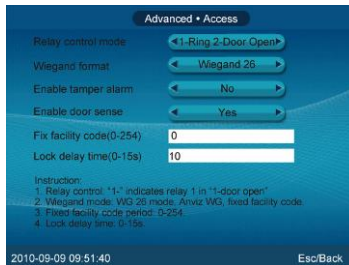 Advanced • Access
Relay control mode ◄1-Ring 2-Door Open►
Wiegand format ◄ Wiegand 26 ►
Enable tamper alarm ◄ No ►
Enable door sense ◄ Yes ►
Fix facility code(0-254) 0
Lock delay time(0-15s) 10
Instruction:
1. Relay control: "1-" indicates relay 1 in "1-door open"
2. Wiegand mode: WG 26 mode, Anviz WG, fixed facility code.
3. Fixed facility code period: 0-254.
4. Lock delay time: 0-15s.
2010-09-09 09:51:40 Esc/Back